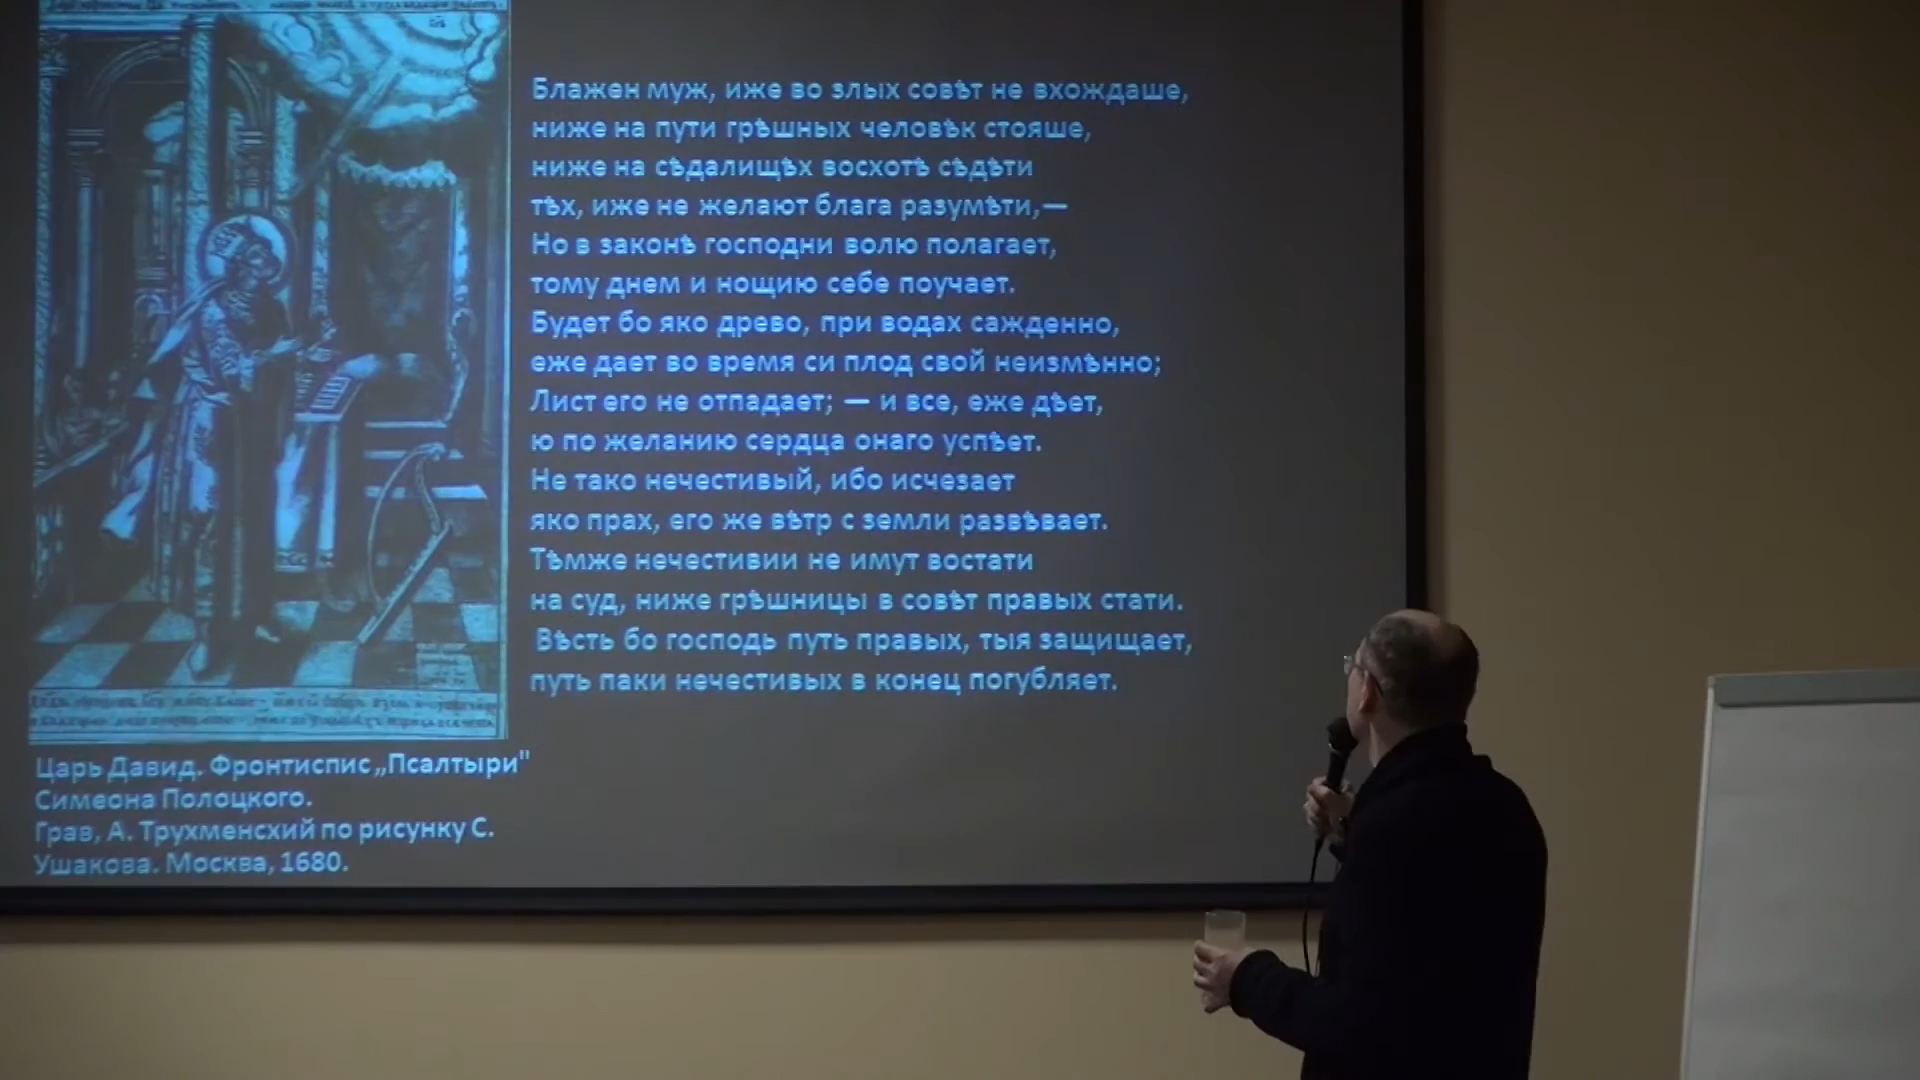 Блажен муж, иже во злых совѣт не вхождаше,
ниже на пути грѣшных человѣк стояше,
ниже на сѣдалищѣх восхотѣ сѣдѣти
тѣх, иже не желают блага разумѣти,—
Но в законѣ господни волю полагает,
тому днем и нощию себе поучает.
Будет бо яко древо, при водах сажденно,
еже дает во время си плод свой неизмѣнно;
Лист его не отпадает; — и все, еже дѣет,
ю по желанию сердца онаго успѣет.
Не тако нечестивый, ибо исчезает
яко прах, его же вѣтр с земли развѣвает.
Тѣмже нечестивии не имут востати
на суд, ниже грѣшницы в совѣт правых стати.
Вѣсть бо господь путь правых, тыя защищает,
путь паки нечестивых в конец погубляет.
Царь Давид. Фронтиспис „Псалтыри"
Симеона Полоцкого.
Грав, А. Трухменсхий по рисунку С.
Ушакова. Москва, 1680.